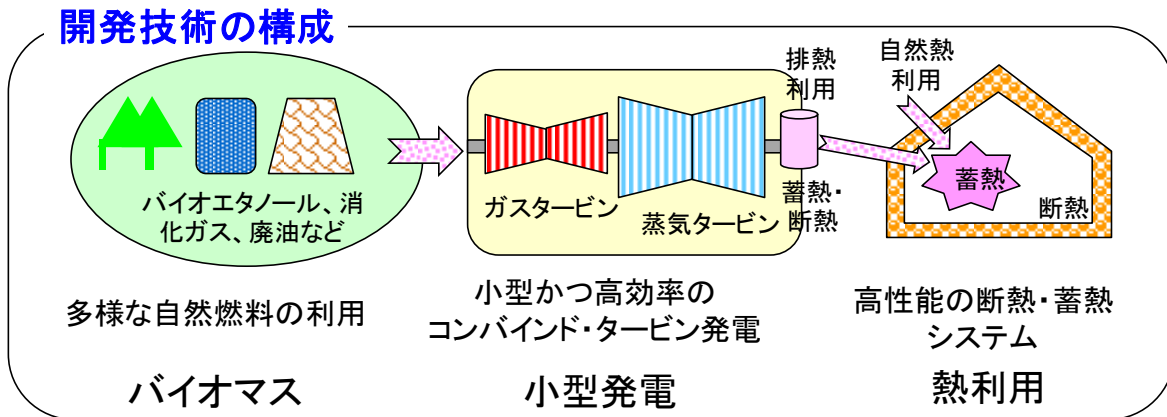 開発技術の構成
バイオエタノール、消
化ガス、廃油など
多様な自然燃料の利用
バイオマス
ガスタービン
蒸気タービン
小型かつ高効率の
コンバインド・タービン発電
小型発電
排熱
利用
蓄熱・
断熱
自然熱
利用
蓄熱
断熱
高性能の断熱・蓄熱
システム
熱利用